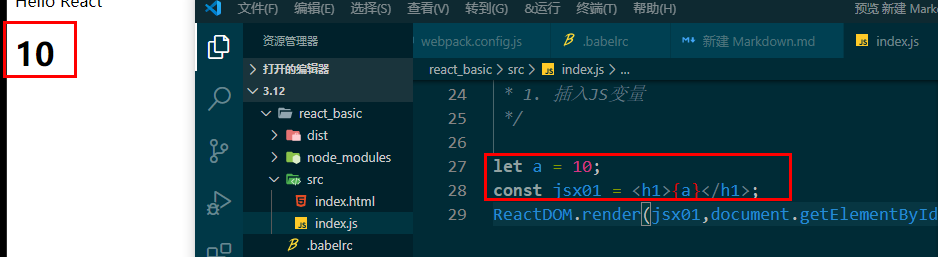 Hello React
10
文件(F) 编辑(E) 选择(S) 查看(V) 转到(G) &运行 终端(T) 帮助(H) 预览 新建 Markdown.md
资源管理器
打开的编辑器
3.12
react_basic
dist
node_modules
src
index.html
index.js
.babelrc
webpack.config.js .babelrc 新建 Markdown.md index.js
react_basic > src > index.js > ...
24 * 1. 插入JS变量
25 */
26
27 let a = 10;
28 const jsx01 = <h1>{a}</h1>;
29 ReactDOM.render(jsx01,document.getElementById